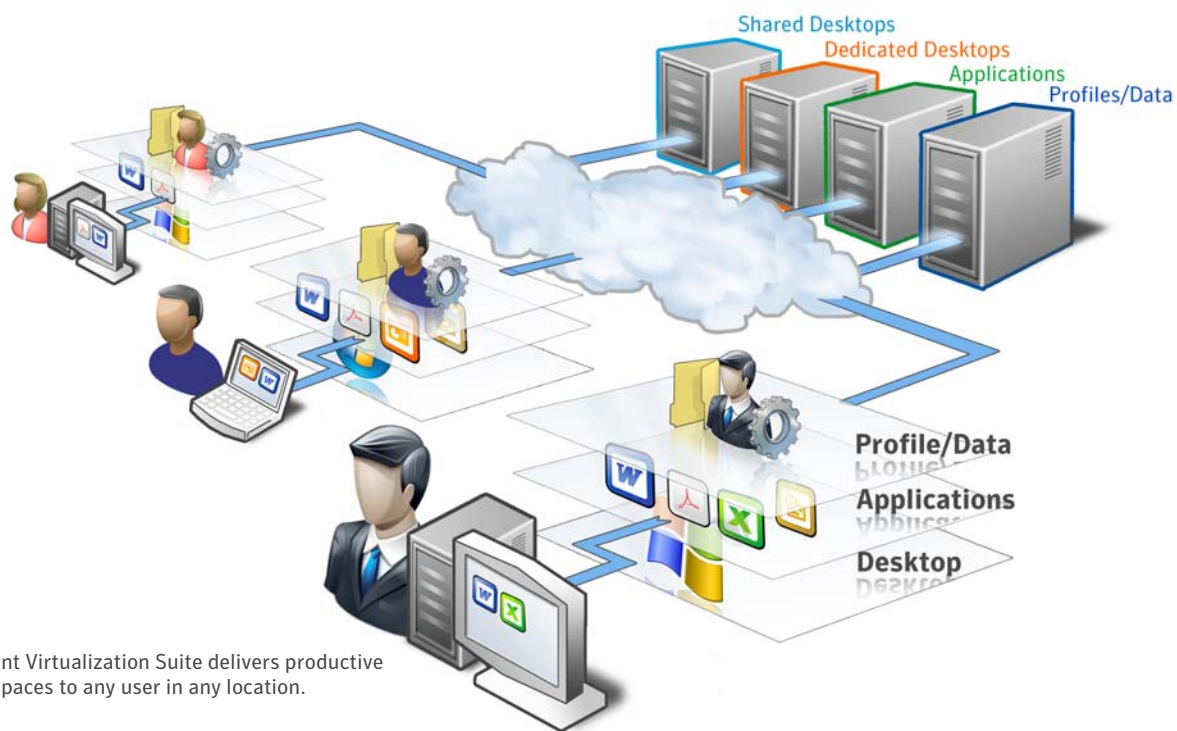 Shared Desktops
Dedicated Desktops
Applications
Profiles/Data
Profile/Data
Applications
Desktop
nt Virtualization Suite delivers productive
paces to any user in any location.